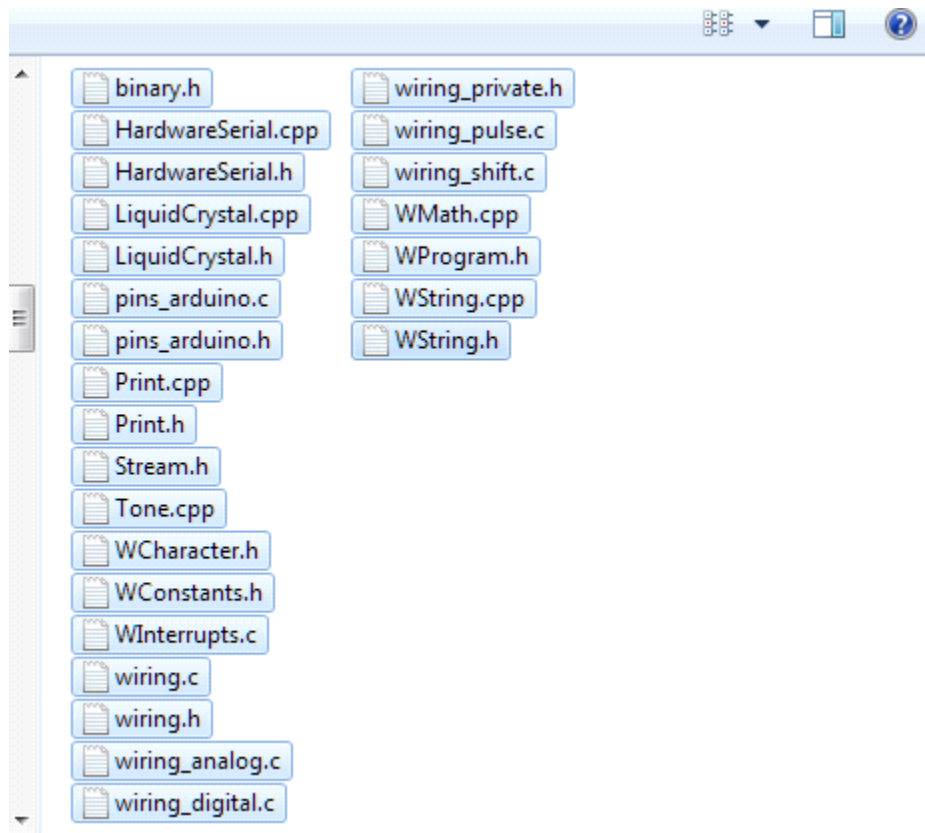 binary.h
HardwareSerial.cpp
HardwareSerial.h
LiquidCrystal.cpp
LiquidCrystal.h
pins_arduino.c
pins_arduino.h
Print.cpp
Print.h
Stream.h
Tone.cpp
WCharacter.h
WConstants.h
WInterrupts.c
wiring.c
wiring.h
wiring_analog.c
wiring_digital.c
wiring_private.h
wiring_pulse.c
wiring_shift.c
WMath.cpp
WProgram.h
WString.cpp
WString.h